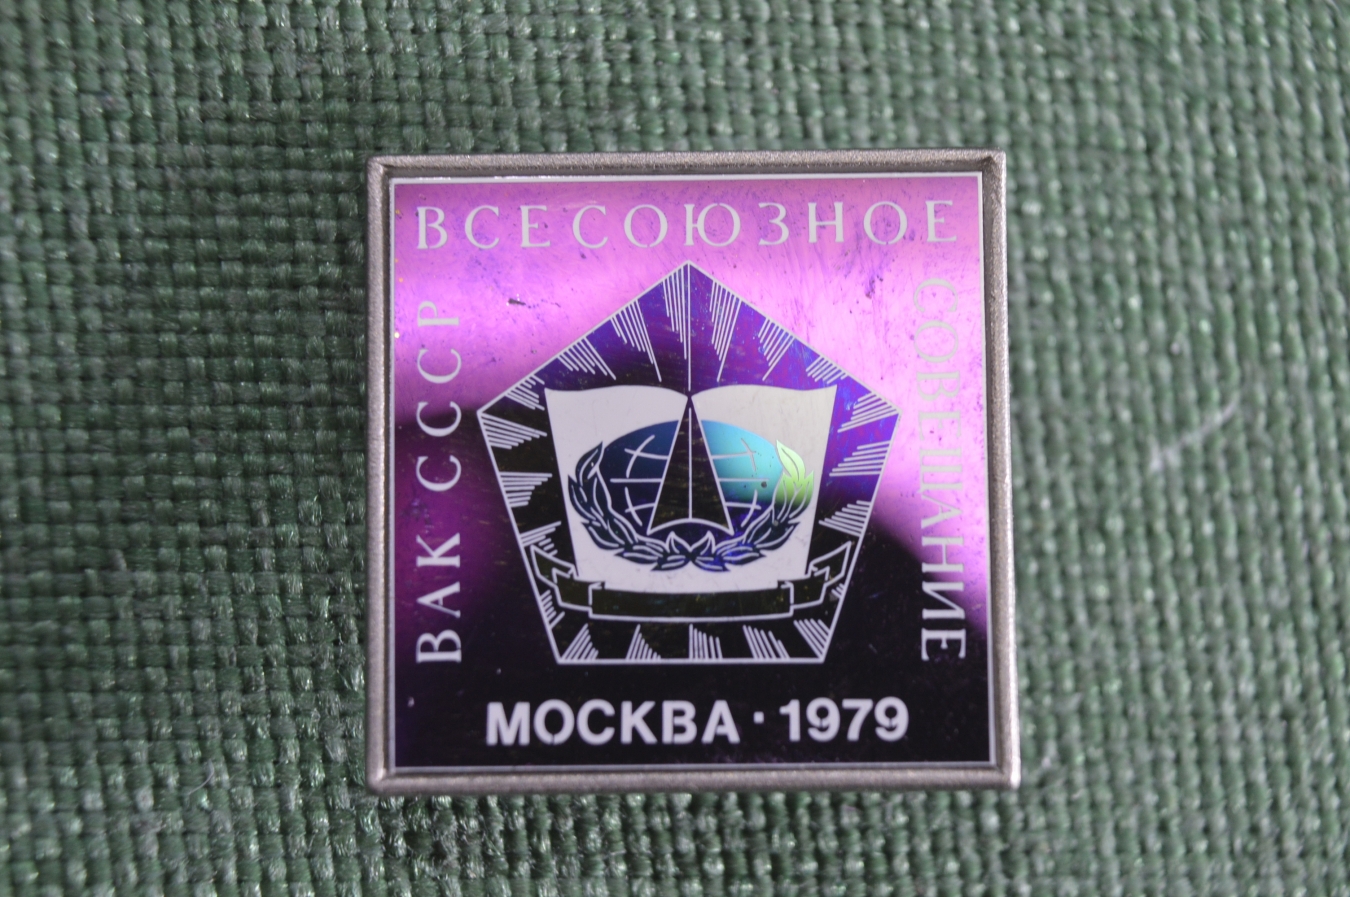 ВСЕСОЮЗНОЕ
СОВЕЩАНИЕ
ВАК СССР
МОСКВА · 1979